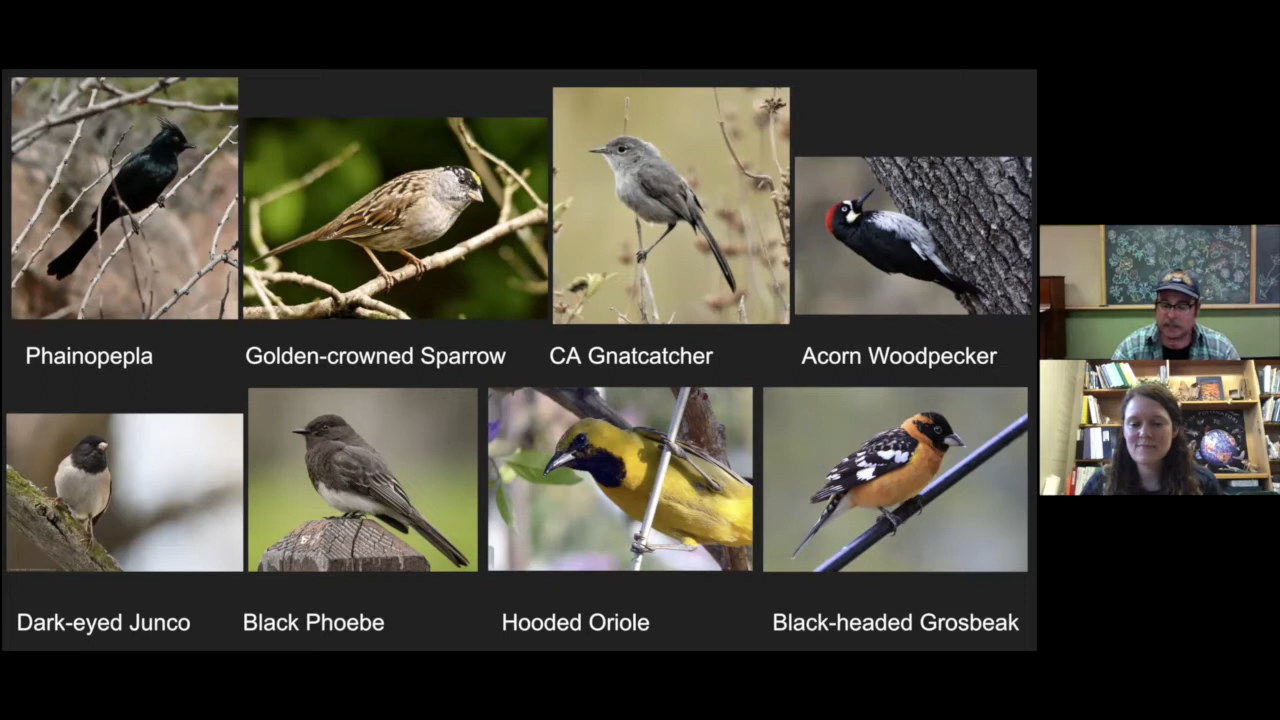 Phainopepla
Golden-crowned Sparrow
CA Gnatcatcher
Acorn Woodpecker
Dark-eyed Junco
Black Phoebe
Hooded Oriole
Black-headed Grosbeak